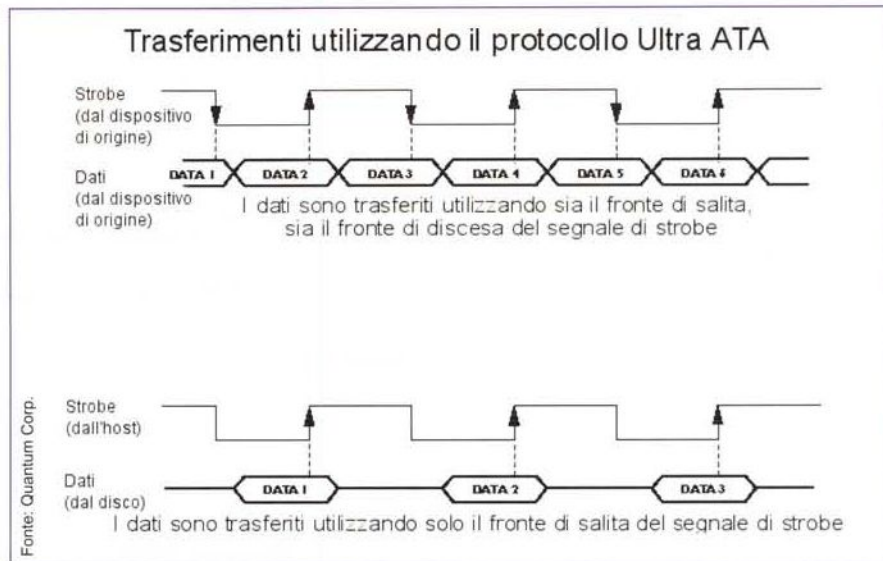 Trasferimenti utilizzando il protocollo Ultra ATA
Strobe
(dal dispositivo
di origine)
Dati
(dal dispositivo
di origine)
DATA 1 DATA 2 DATA 3 DATA 4 DATA 5 DATA 6
I dati sono trasferiti utilizzando sia il fronte di salita,
sia il fronte di discesa del segnale di strobe
Strobe
(dall'host)
Dati
(dal disco)
DATA 1 DATA 2 DATA 3
I dati sono trasferiti utilizzando solo il fronte di salita del segnale di strobe
Fonte: Quantum Corp.